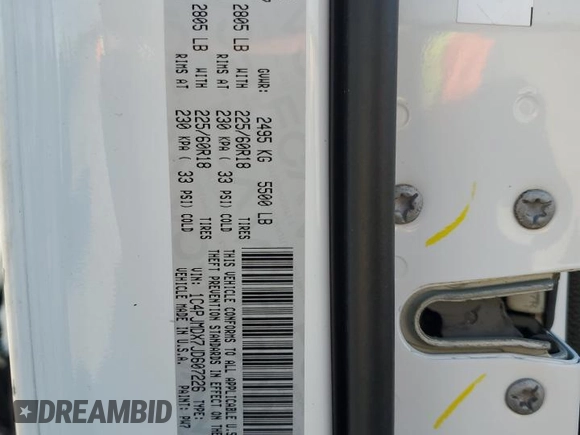 P
GVWR: 2495 KG 5500 LB
2805 LB WITH 225/60R18 TIRES
RIMS AT 230 KPA ( 33 PSI) COLD
2805 LB WITH 225/60R18 TIRES
RIMS AT 230 KPA ( 33 PSI) COLD
THIS VEHICLE CONFORMS TO ALL APPLICABLE U.S.
THEFT PREVENTION STANDARDS IN EFFECT ON THE
VIN: 1C4PJMDX7JD607226 TYPE:
VEHICLE MADE IN U.S.A. PAINT: PW7
DREAMBID